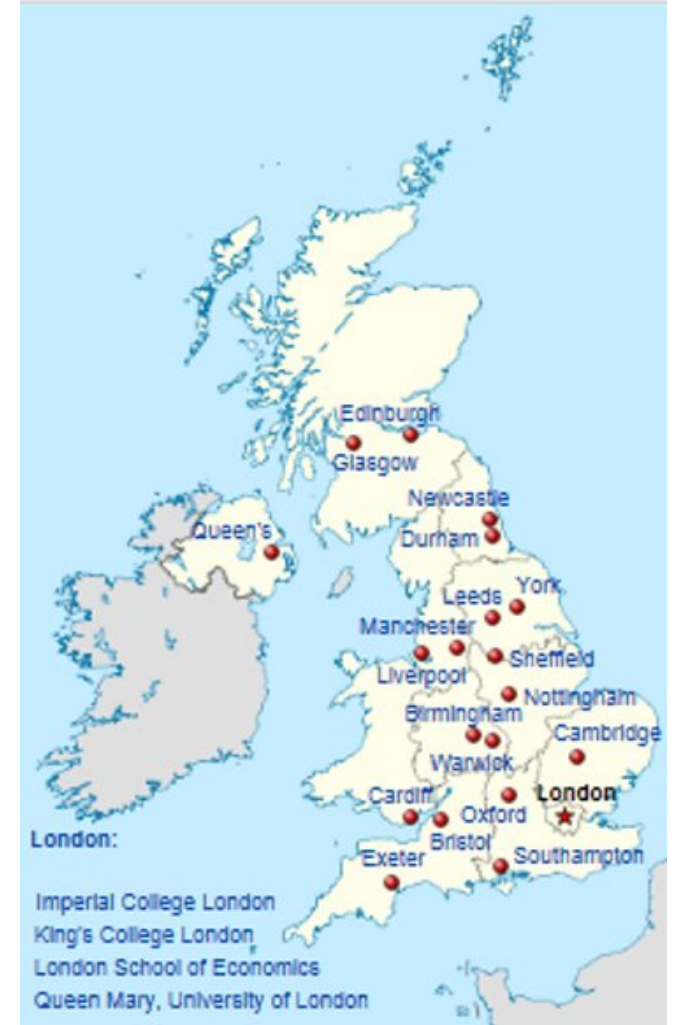 Edinburgh
Glasgow
Newcastle
Queen's
Durham
York
Leeds
Manchester
Sheffield
Liverpool
Nottingham
Birmingham
Cambridge
Warwick
London
Cardiff
Oxford
London:
Bristol
Southampton
Exeter
Imperial College London
King's College London
London School of Economics
Queen Mary, University of London